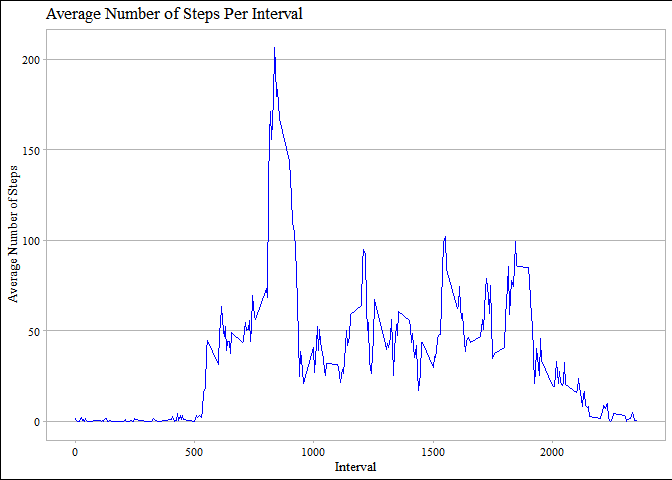 Average Number of Steps Per Interval
Average Number of Steps
200
150
100
50
0
0 500 1000 1500 2000
Interval